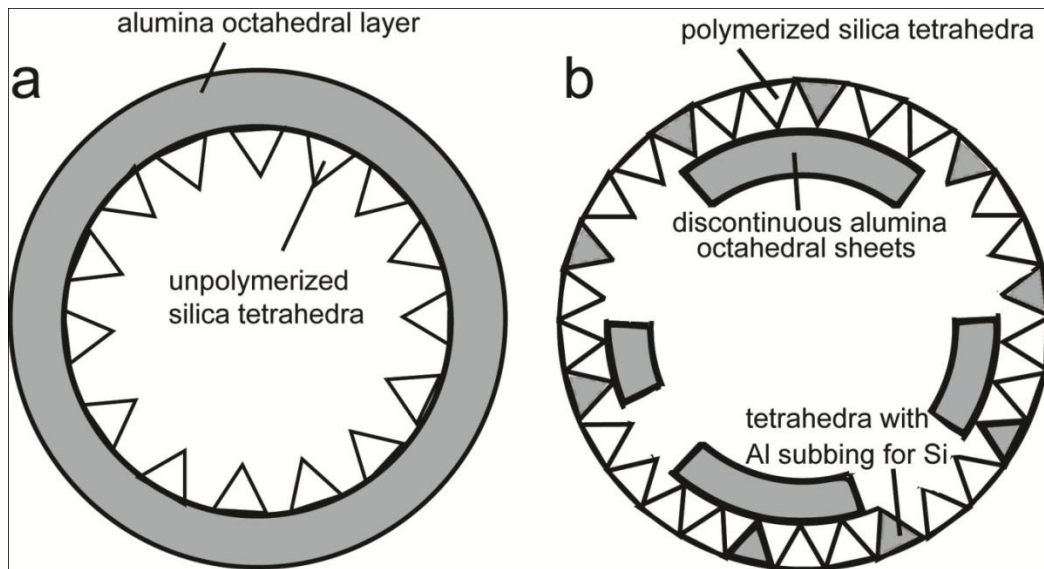 alumina octahedral layer
a
unpolymerized
silica tetrahedra
polymerized silica tetrahedra
b
discontinuous alumina
octahedral sheets
tetrahedra with
Al subbing for Si